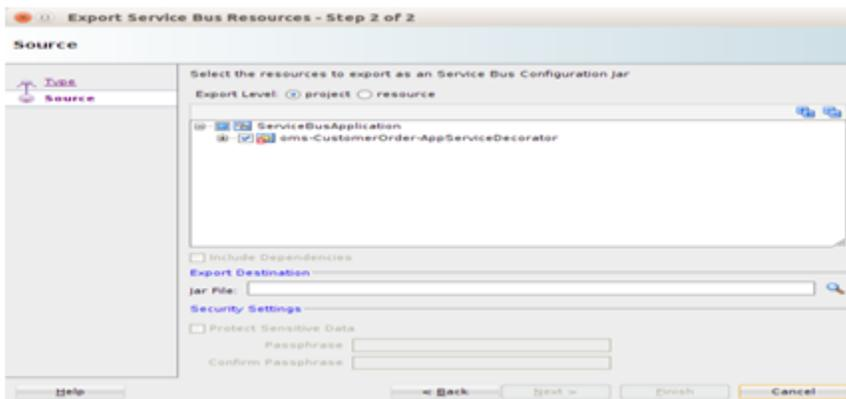 Export Service Bus Resources - Step 2 of 2
Source
Type
Source
Select the resources to export as an Service Bus Configuration Jar
Export Level: project resource
ServiceBusApplication
oms-CustomerOrder-AppServiceDecorator
Include Dependencies
Export Destination
Jar File:
Security Settings
Protect Sensitive Data
Passphrase
Confirm Passphrase
Help
< Back
Next >
Finish
Cancel